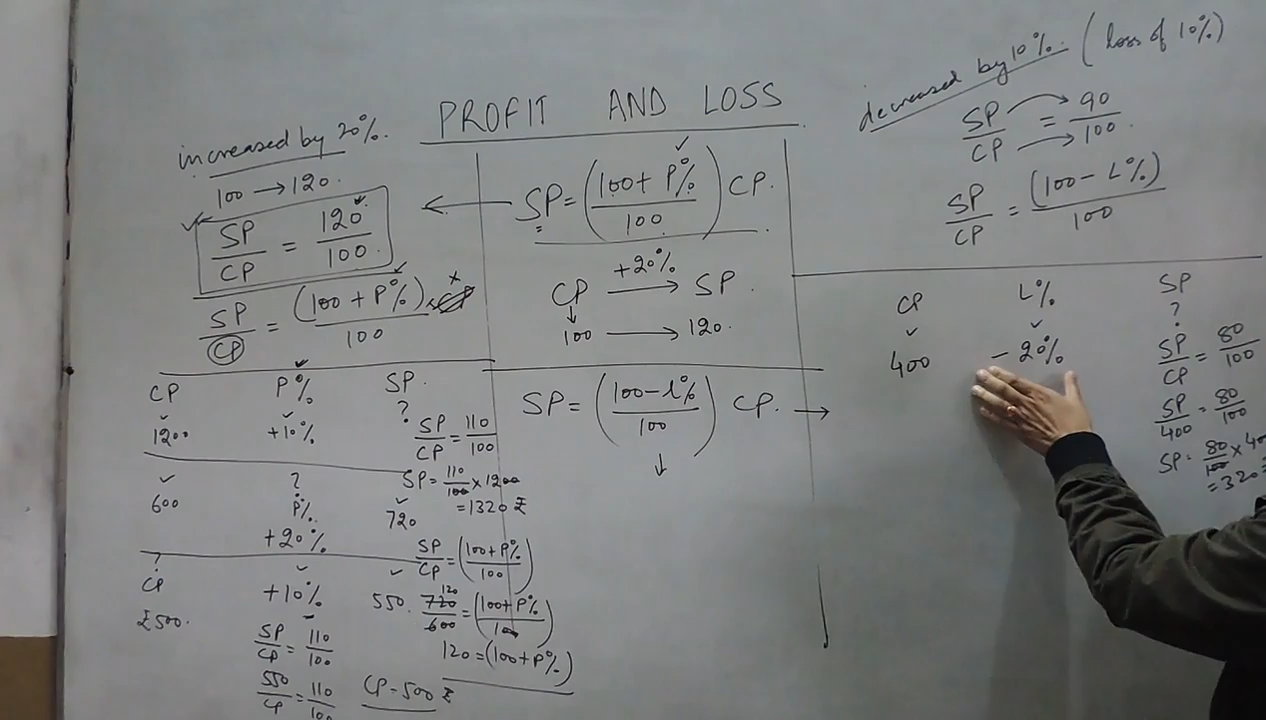 PROFIT AND LOSS
increased by 20%.
100 → 120.
SP/CP = 120/100.
SP/CP = (100 + P%)/100
CP P% SP.
✓ ✓ ?
1200 +10% SP/CP = 110/100
SP = 110/100 × 1200
= 1320 ₹
✓ ? ✓
600 P% 720
+20%
SP/CP = (100+P%/100)
720/600 = (100+P%/100)
120
120 = (100+P%)
? ✓ ✓
CP +10% 550.
₹500.
SP/CP = 110/100
550/CP = 110/100
CP = 500 ₹
← SP = (100 + P%/100) CP.
CP +20% → SP.
↓
100 → 120.
SP = (100 - L%/100) CP. →
↓
decreased by 10%. (loss of 10%)
SP/CP = 90/100.
SP/CP = (100 - L%)/100
CP L% SP
✓ ✓ ?
400 - 20% SP/CP = 80/100
SP/400 = 80/100
SP = 80/100 × 40
= 320 ₹